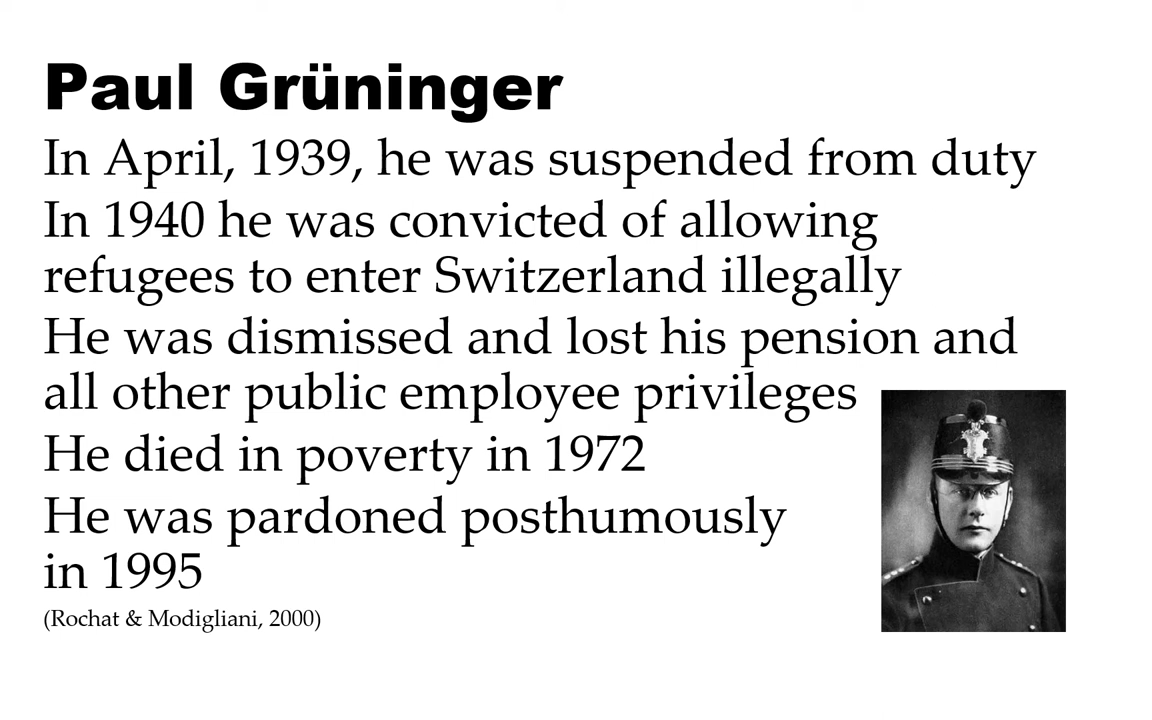 Paul Grüninger
In April, 1939, he was suspended from duty
In 1940 he was convicted of allowing
refugees to enter Switzerland illegally
He was dismissed and lost his pension and
all other public employee privileges
He died in poverty in 1972
He was pardoned posthumously
in 1995
(Rochat & Modigliani, 2000)